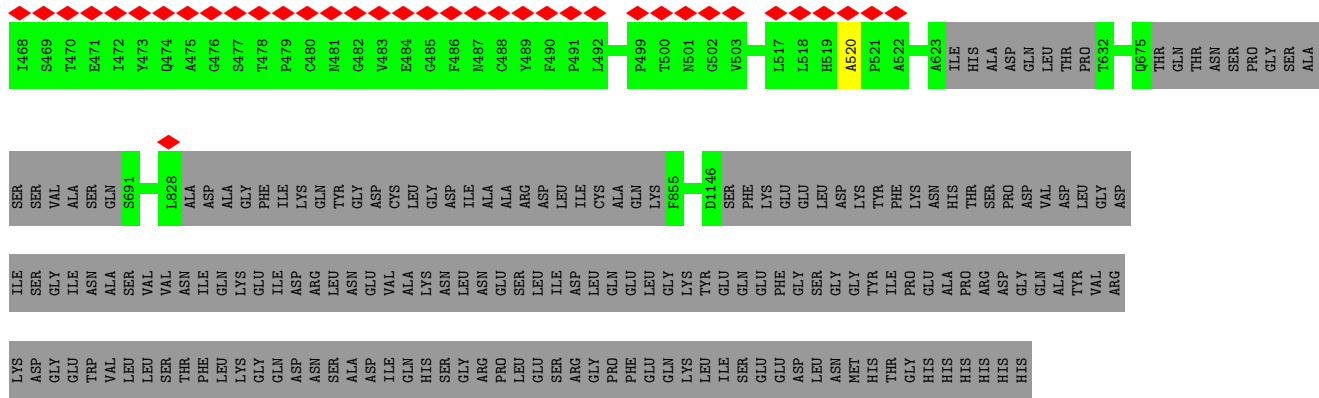 I468 S469 T470 E471 I472 Y473 Q474 A475 G476 S477 T478 P479 C480 N481 G482 V483 E484 G485 F486 N487 C488 Y489 F490 P491 L492 P499 T500 N501 G502 V503 L517 L518 H519 A520 P521 A522 A623 ILE HIS ALA ASP GLN LEU THR PRO T632 Q675 THR GLN THR ASN SER PRO GLY SER ALA
SER SER VAL ALA SER GLN S691 L828 ALA ASP ALA GLY PHE ILE LYS GLN TYR GLY ASP CYS LEU GLY ASP ILE ALA ALA ARG ASP LEU ILE CYS ALA GLN LYS F855 D1146 SER PHE LYS GLU GLU LEU ASP LYS TYR PHE LYS ASN HIS THR SER PRO ASP VAL ASP LEU GLY ASP
ILE SER GLY ILE ASN ALA SER VAL VAL ASN ILE GLN LYS GLU ILE ASP ARG LEU ASN GLU VAL ALA LYS ASN LEU ASN GLU SER LEU ILE ASP LEU GLN GLU LEU GLY LYS TYR GLU GLN GLU PHE GLY SER GLY GLY TYR ILE PRO GLU ALA PRO ARG ASP GLY GLN ALA TYR VAL ARG
LYS ASP GLY GLU TRP VAL LEU LEU SER THR PHE LEU LYS GLY GLN ASP ASN SER ALA ASP ILE GLN HIS SER GLY ARG PRO LEU GLU SER ARG GLY PRO PHE GLU GLN LYS LEU ILE SER GLU GLU ASP LEU ASN MET HIS THR GLY HIS HIS HIS HIS HIS HIS